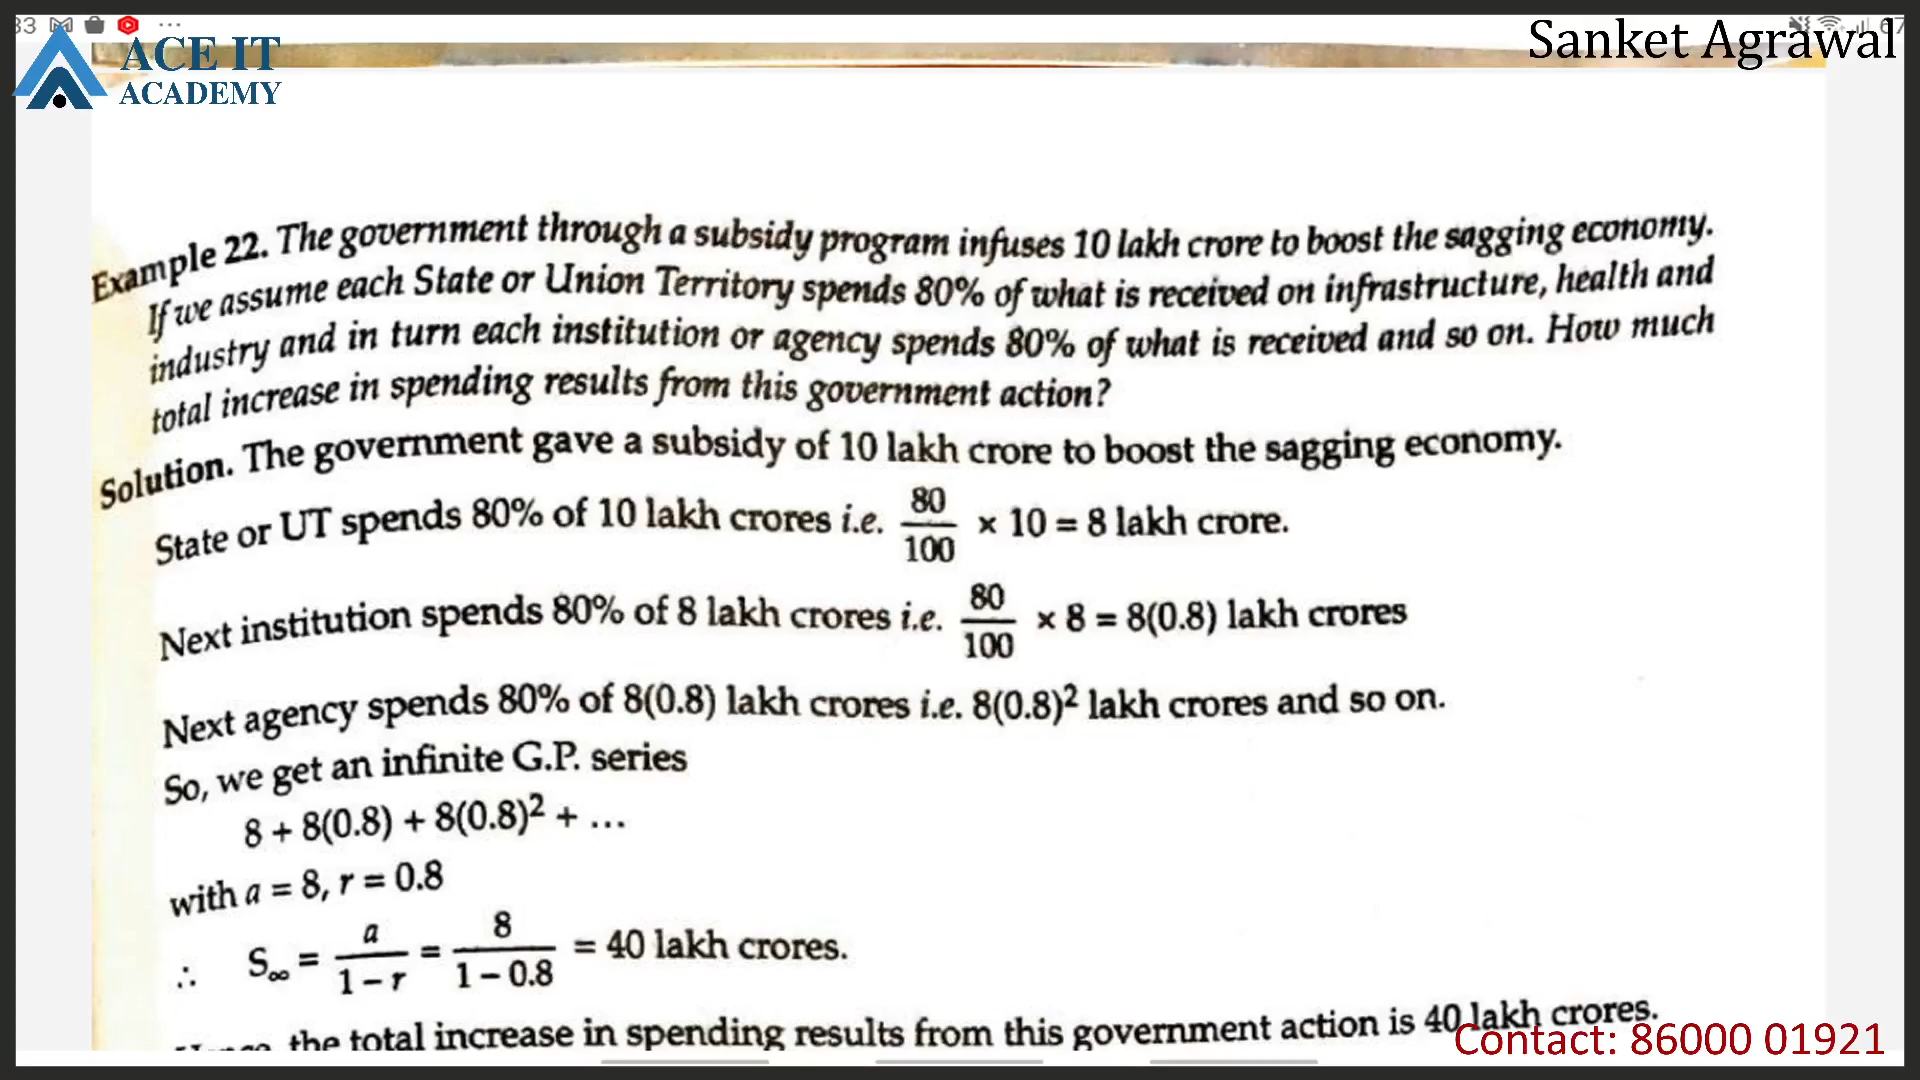 33 ...
ACE IT
ACADEMY
Sanket Agrawal
67
Example 22. The government through a subsidy program infuses 10 lakh crore to boost the sagging economy.
If we assume each State or Union Territory spends 80% of what is received on infrastructure, health and
industry and in turn each institution or agency spends 80% of what is received and so on. How much
total increase in spending results from this government action?
Solution. The government gave a subsidy of 10 lakh crore to boost the sagging economy.
State or UT spends 80% of 10 lakh crores i.e. 80/100 × 10 = 8 lakh crore.
Next institution spends 80% of 8 lakh crores i.e. 80/100 × 8 = 8(0.8) lakh crores
Next agency spends 80% of 8(0.8) lakh crores i.e. 8(0.8)² lakh crores and so on.
So, we get an infinite G.P. series
8 + 8(0.8) + 8(0.8)² + ...
with a = 8, r = 0.8
∴ S∞ = a/(1 – r) = 8/(1 – 0.8) = 40 lakh crores.
the total increase in spending results from this government action is 40 lakh crores.
Contact: 86000 01921